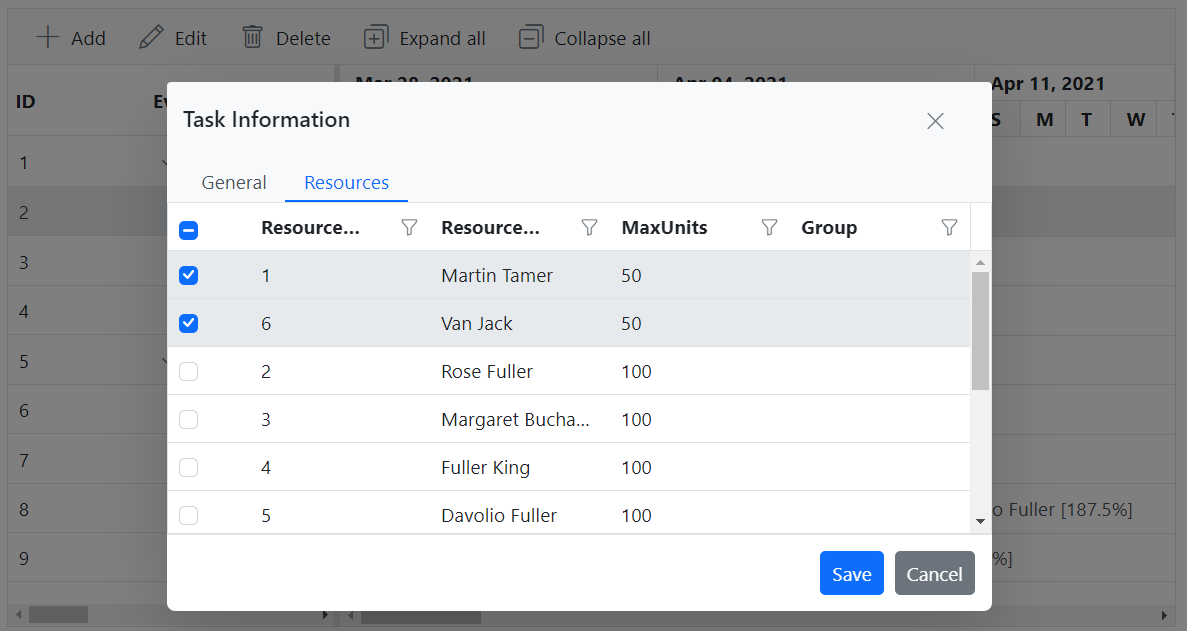 Add Edit Delete Expand all Collapse all
Apr 11, 2021
ID
S M T W
Task Information
General Resources
Resource... Resource... MaxUnits Group
1 Martin Tamer 50
6 Van Jack 50
2 Rose Fuller 100
3 Margaret Bucha... 100
4 Fuller King 100
5 Davolio Fuller 100
Save Cancel
1
2
3
4
5
6
7
8
o Fuller [187.5%]
9
%]